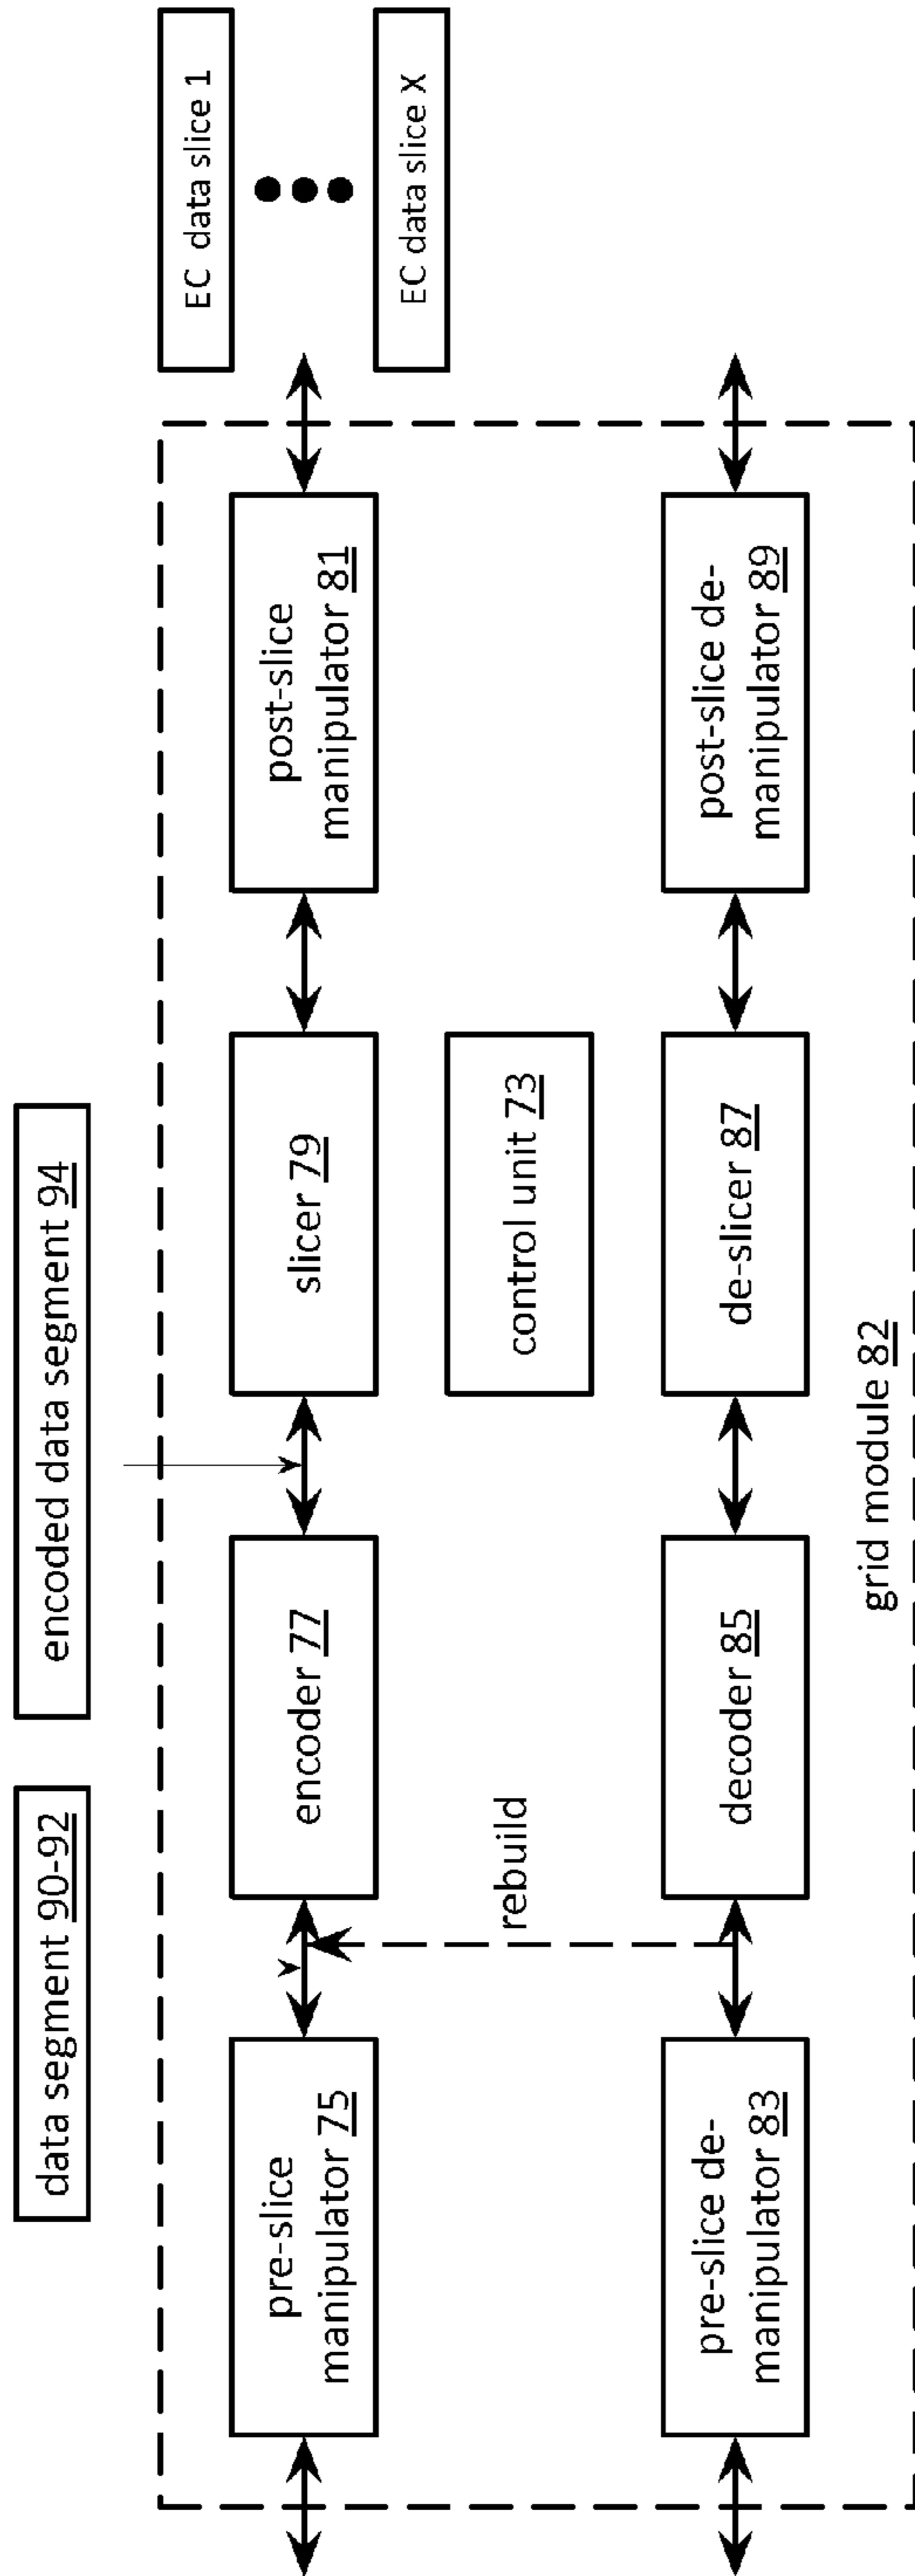 data segment 90-92
encoded data segment 94
EC data slice 1
EC data slice X
pre-slice
manipulator 75
encoder 77
slicer 79
post-slice
manipulator 81
rebuild
control unit 73
pre-slice de-
manipulator 83
decoder 85
de-slicer 87
post-slice de-
manipulator 89
grid module 82